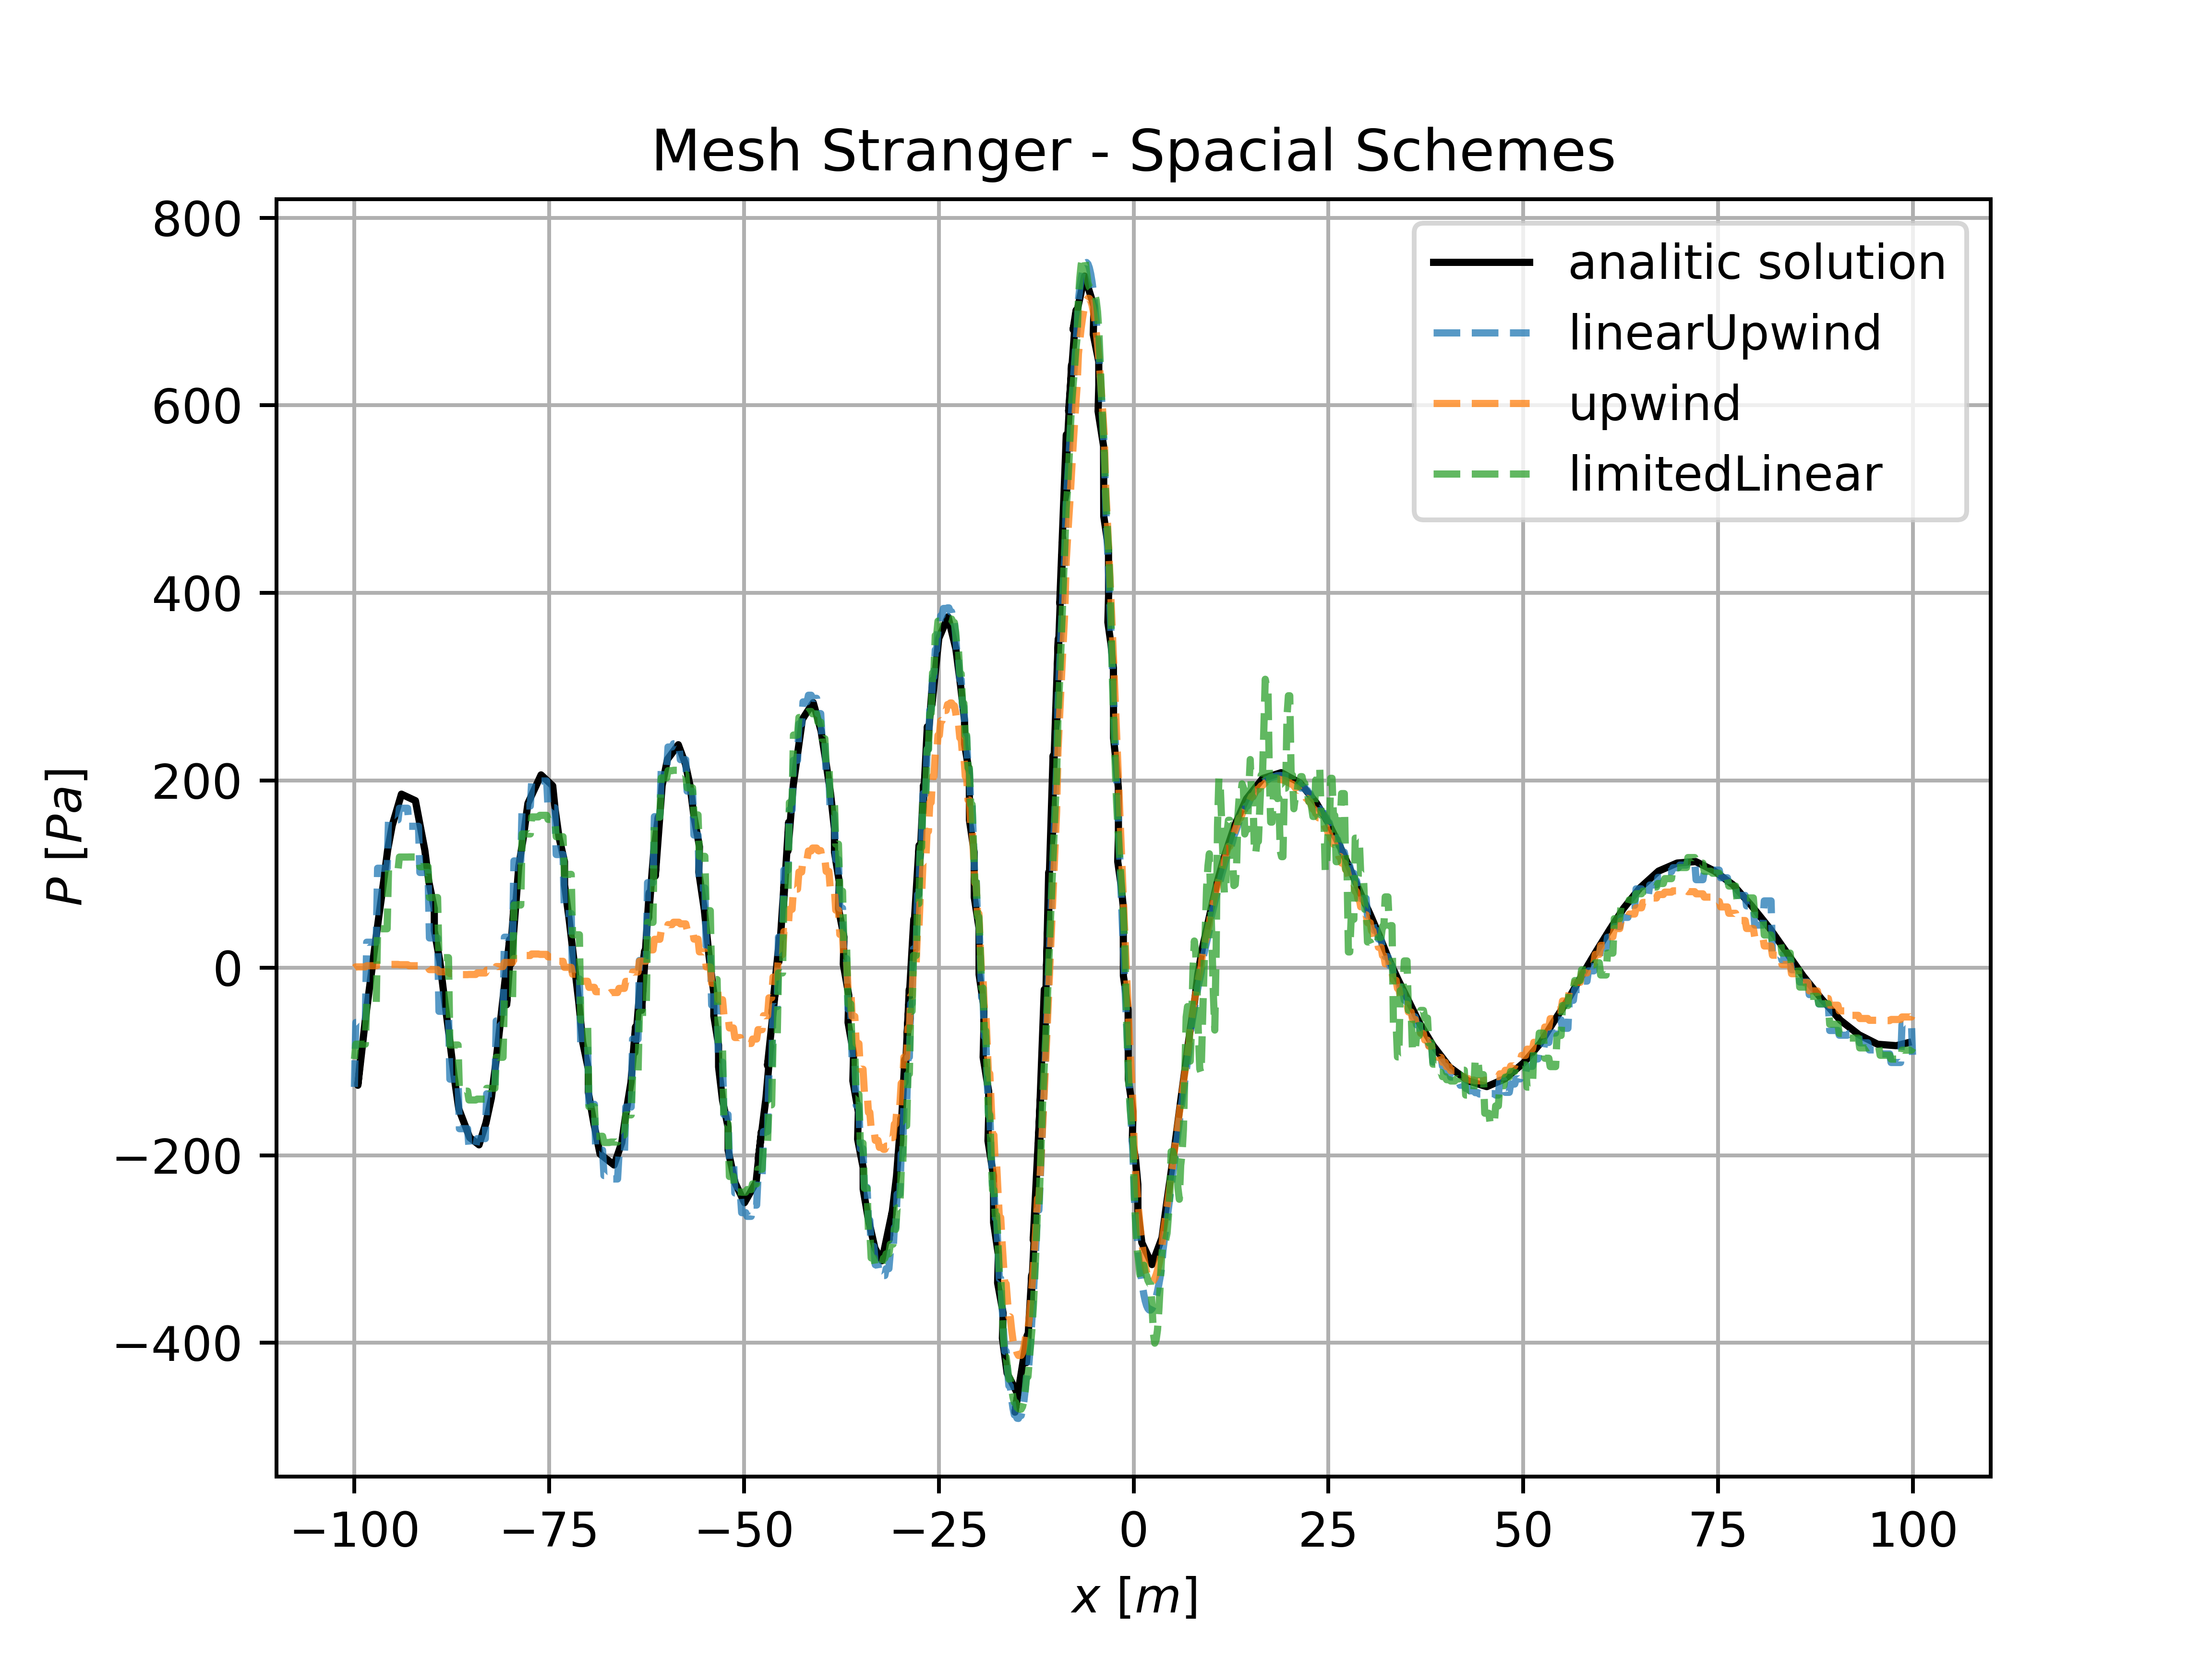 Mesh Stranger - Spacial Schemes
800
600
400
200
0
−200
−400
P [Pa]
analitic solution
linearUpwind
upwind
limitedLinear
−100 −75 −50 −25 0 25 50 75 100
x [m]